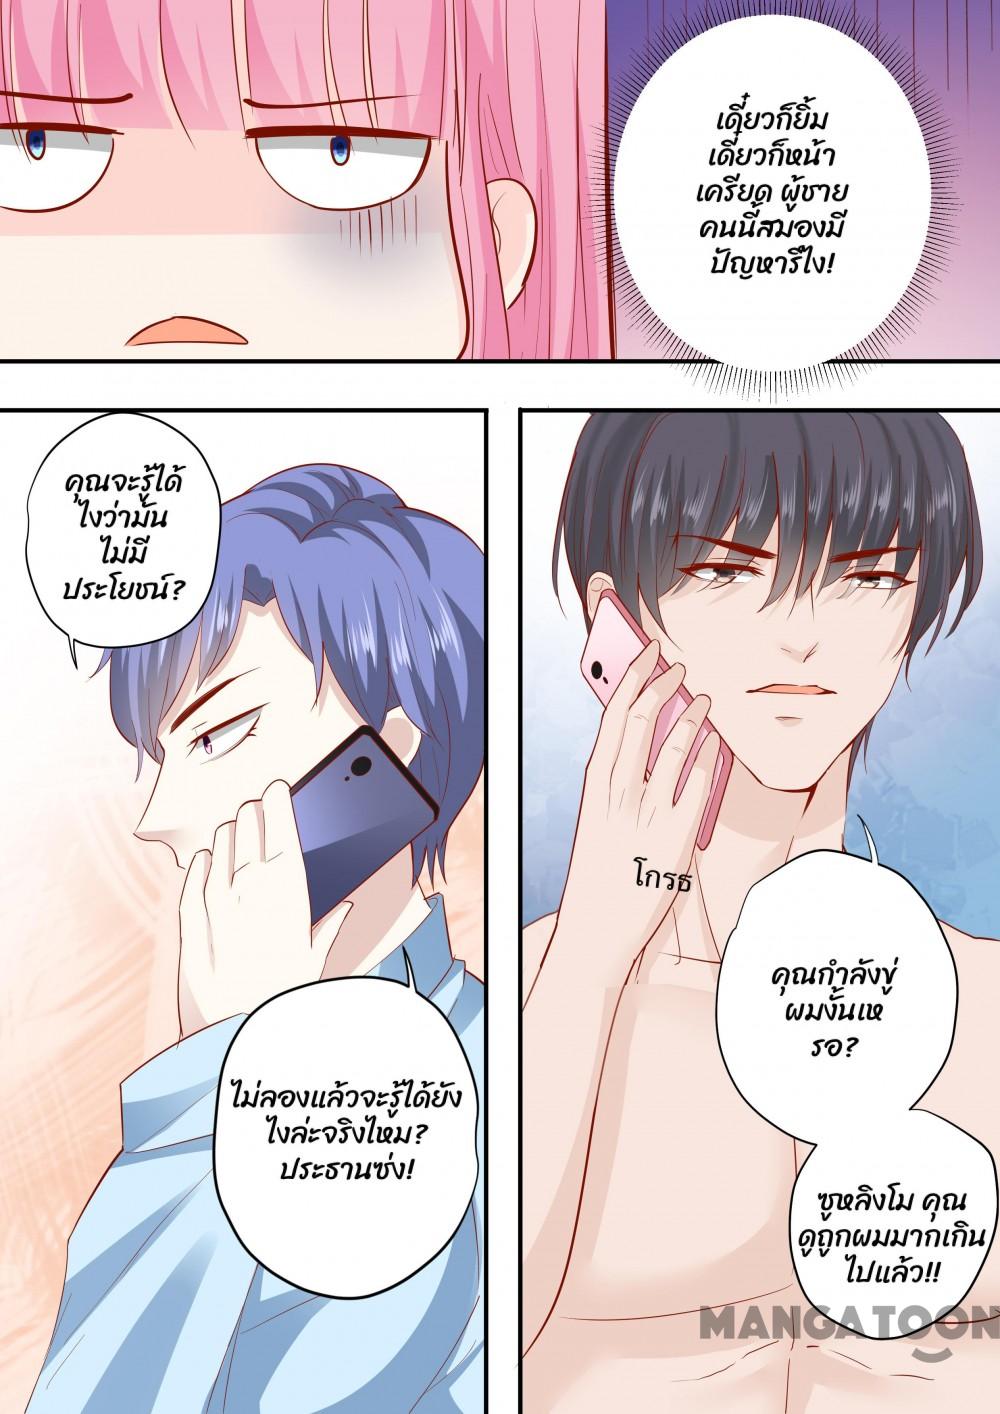 เดี๋ยวก็ยิ้ม
เดี๋ยวก็หน้า
เครียด ผู้ชาย
คนนี้สมองมี
ปัญหารึไง!
คุณจะรู้ได้
ไงว่ามัน
ไม่มี
ประโยชน์?
ไม่ลองแล้วจะรู้ได้ยัง
ไงล่ะจริงไหม?
ประธานซ่ง!
โกรธ
คุณกำลังขู่
ผมงั้นเห
รอ?
ซูหลิงโม คุณ
ดูถูกผมมากเกิน
ไปแล้ว!!
MANGATOON